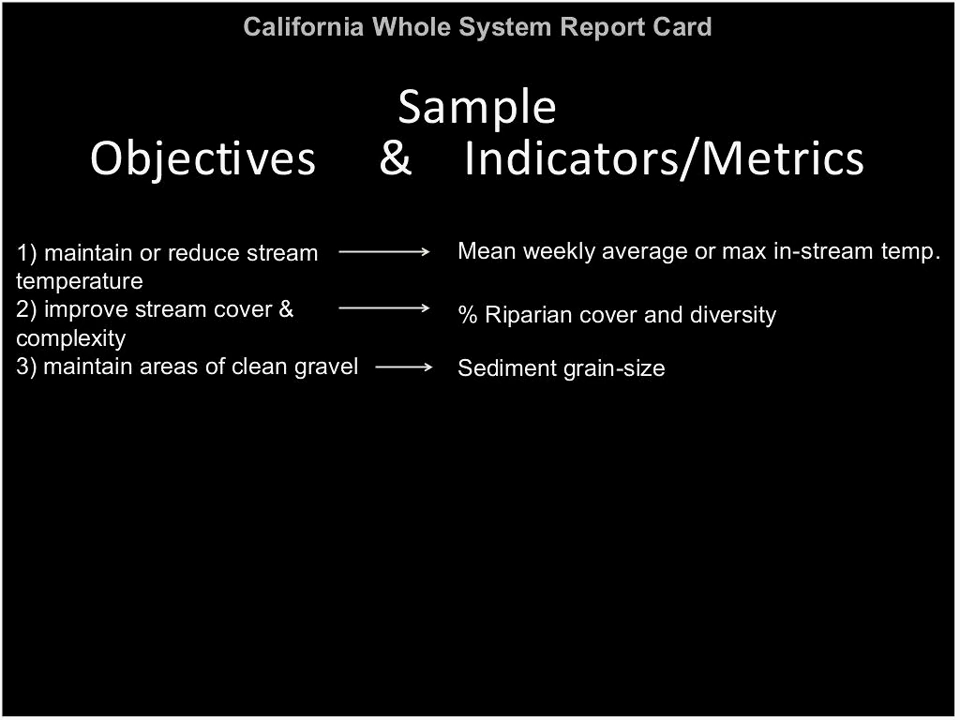 California Whole System Report Card
Sample
Objectives & Indicators/Metrics
1) maintain or reduce stream
temperature
Mean weekly average or max in-stream temp.
2) improve stream cover &
complexity
% Riparian cover and diversity
3) maintain areas of clean gravel
Sediment grain-size